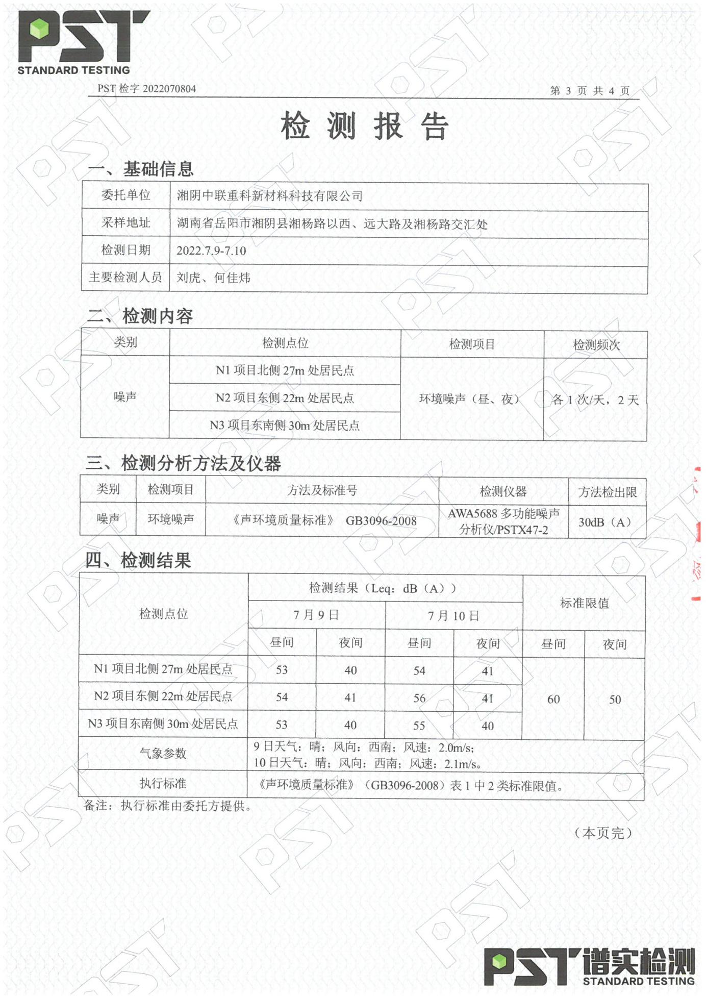 PST
STANDARD TESTING
PST 检字 2022070804
第 3 页 共 4 页
检测报告
一、基础信息
委托单位 湘阴中联重科新材料科技有限公司
采样地址 湖南省岳阳市湘阴县湘杨路以西、远大路及湘杨路交汇处
检测日期 2022.7.9-7.10
主要检测人员 刘虎、何佳炜
二、检测内容
类别 检测点位 检测项目 检测频次
N1 项目北侧 27m 处居民点
噪声 N2 项目东侧 22m 处居民点 环境噪声（昼、夜） 各 1 次/天，2 天
N3 项目东南侧 30m 处居民点
三、检测分析方法及仪器
类别 检测项目 方法及标准号 检测仪器 方法检出限
噪声 环境噪声 《声环境质量标准》 GB3096-2008 AWA5688 多功能噪声
分析仪/PSTX47-2 30dB（A）
四、检测结果
检测点位 检测结果（Leq：dB（A）） 标准限值
7 月 9 日 7 月 10 日
昼间 夜间 昼间 夜间 昼间 夜间
N1 项目北侧 27m 处居民点 53 40 54 41
N2 项目东侧 22m 处居民点 54 41 56 41 60 50
N3 项目东南侧 30m 处居民点 53 40 55 40
气象参数 9 日天气：晴；风向：西南；风速：2.0m/s；
10 日天气：晴；风向：西南；风速：2.1m/s。
执行标准 《声环境质量标准》（GB3096-2008）表 1 中 2 类标准限值。
备注：执行标准由委托方提供。
（本页完）
PST 谱实检测
STANDARD TESTING